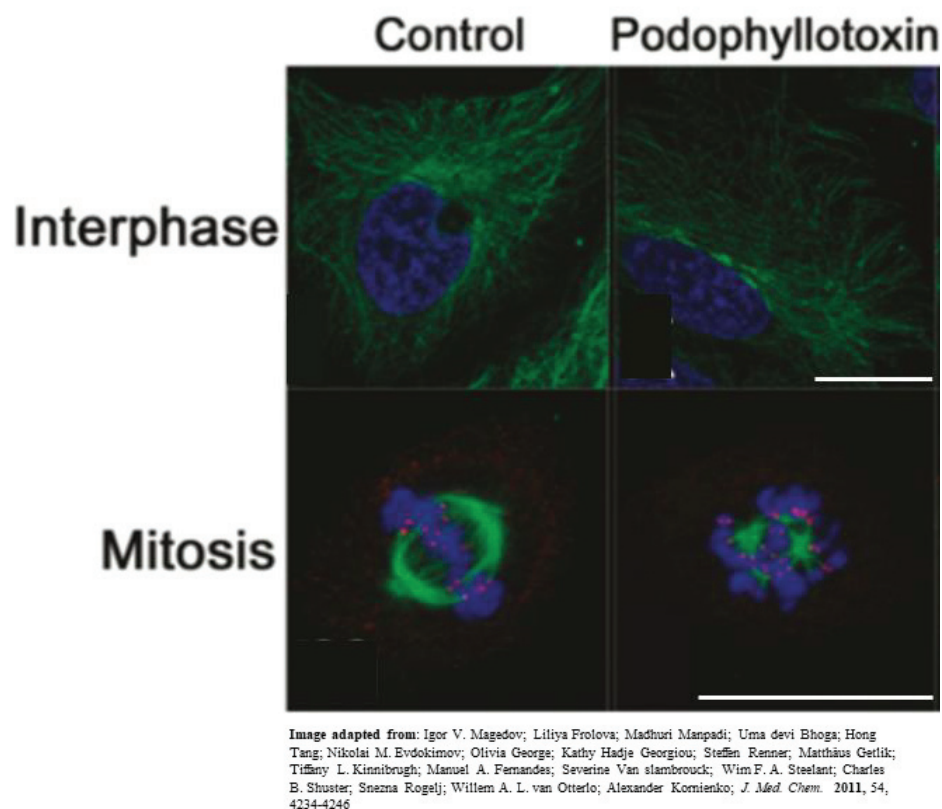 Control Podophyllotoxin
Interphase
Mitosis
Image adapted from: Igor V. Magedov; Liliya Frolova; Madhuri Manpadi; Uma devi Bhoga; Hong
Tang; Nikolai M. Evdokimov; Olivia George; Kathy Hadje Georgiou; Steffen Renner; Matthäus Getlik;
Tiffany L. Kinnibrugh; Manuel A. Fernandes; Severine Van slambrouck; Wim F. A. Steelant; Charles
B. Shuster; Snezna Rogelj; Willem A. L. van Otterlo; Alexander Kornienko; J. Med. Chem. 2011, 54,
4234-4246